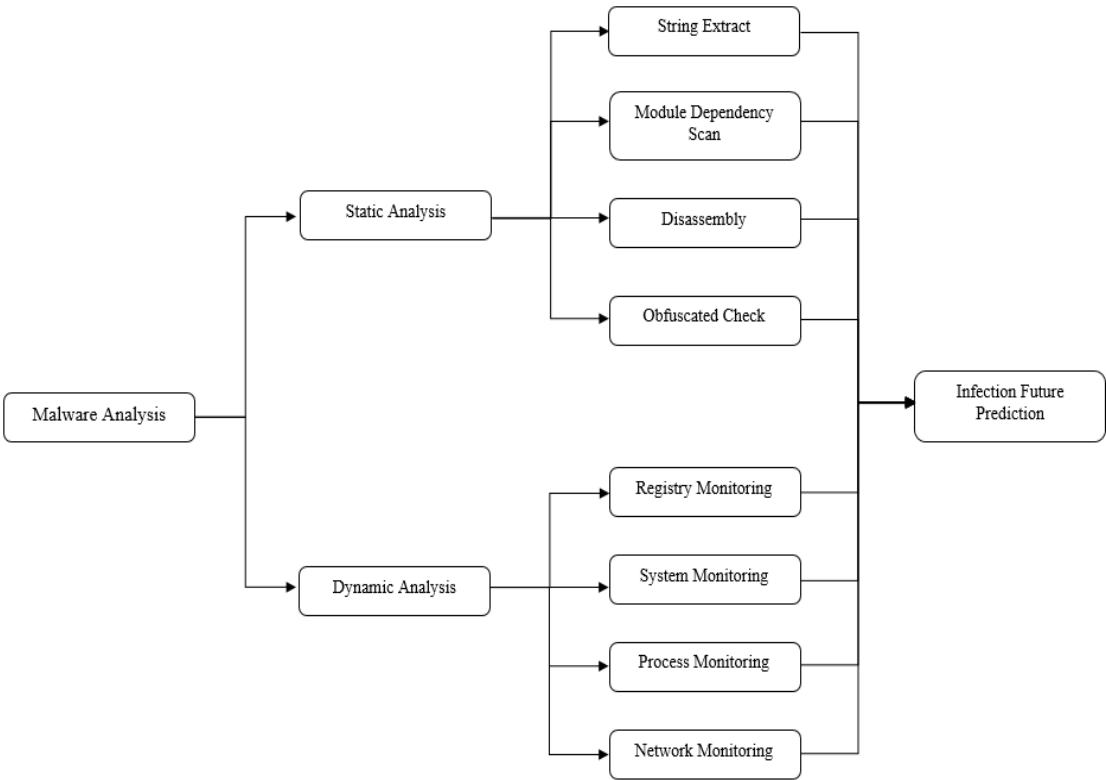 String Extract
Module Dependency
Scan
Static Analysis
Disassembly
Obfuscated Check
Malware Analysis
Infection Future
Prediction
Registry Monitoring
System Monitoring
Dynamic Analysis
Process Monitoring
Network Monitoring